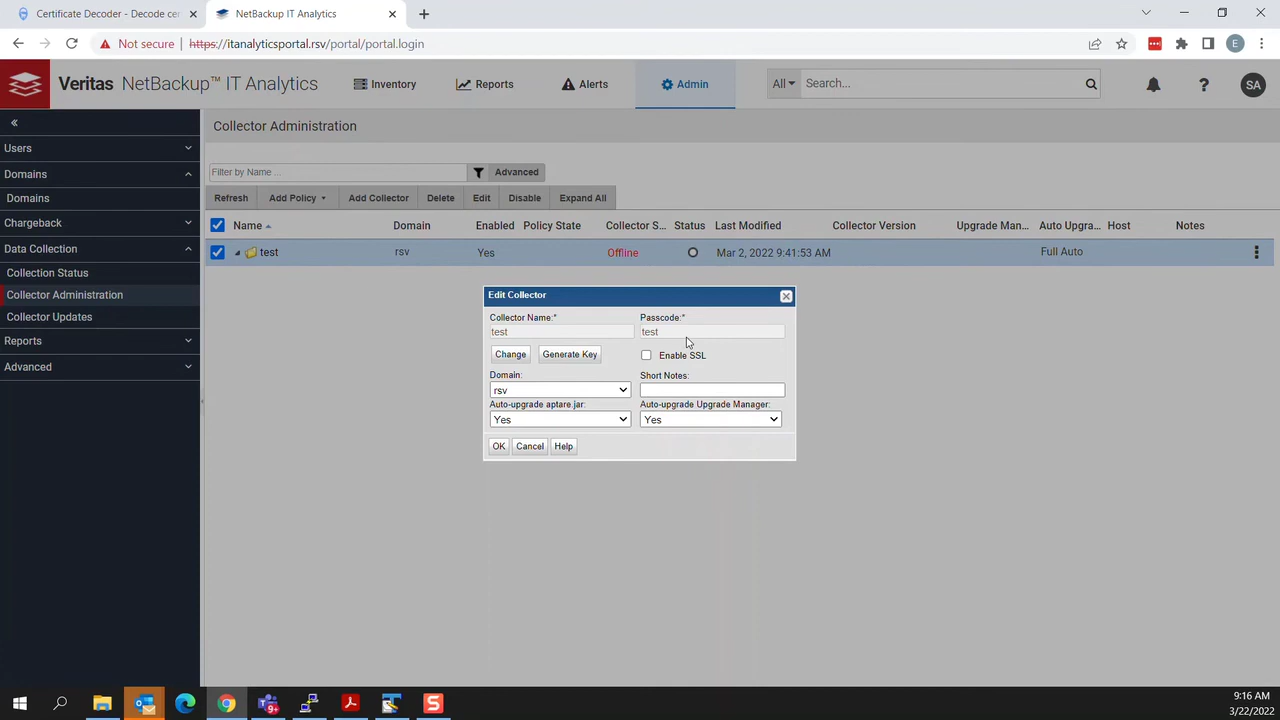 Certificate Decoder - Decode cer
NetBackup IT Analytics
Not secure
https://itanalyticsportal.rsv/portal/portal.login
E
Veritas NetBackup™ IT Analytics
Inventory
Reports
Alerts
Admin
All
Search...
?
SA
«
Collector Administration
Users
Domains
Domains
Chargeback
Data Collection
Collection Status
Collector Administration
Collector Updates
Reports
Advanced
Filter by Name ...
Advanced
Refresh
Add Policy
Add Collector
Delete
Edit
Disable
Expand All
Name Domain Enabled Policy State Collector S... Status Last Modified Collector Version Upgrade Man... Auto Upgra... Host Notes
test rsv Yes Offline Mar 2, 2022 9:41:53 AM Full Auto
Edit Collector
Collector Name:* Passcode:*
test test
Change Generate Key Enable SSL
Domain: Short Notes:
rsv
Auto-upgrade aptare.jar: Auto-upgrade Upgrade Manager:
Yes Yes
OK Cancel Help
9+
S
9:16 AM
3/22/2022